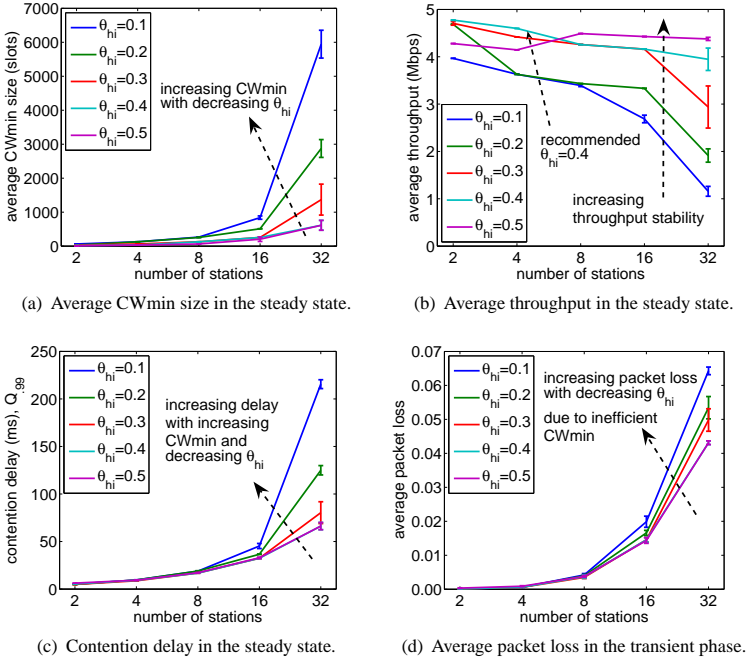 7000
6000
5000
4000
3000
2000
1000
0
average CWmin size (slots)
θhi=0.1
θhi=0.2
θhi=0.3
θhi=0.4
θhi=0.5
increasing CWmin
with decreasing θhi
2 4 8 16 32
number of stations
(a) Average CWmin size in the steady state.
5
4
3
2
1
0
average throughput (Mbps)
θhi=0.1
θhi=0.2
θhi=0.3
θhi=0.4
θhi=0.5
recommended
θhi=0.4
increasing
throughput stability
2 4 8 16 32
number of stations
(b) Average throughput in the steady state.
250
200
150
100
50
0
contention delay (ms), Q.99
θhi=0.1
θhi=0.2
θhi=0.3
θhi=0.4
θhi=0.5
increasing delay
with increasing
CWmin and
decreasing θhi
2 4 8 16 32
number of stations
(c) Contention delay in the steady state.
0.07
0.06
0.05
0.04
0.03
0.02
0.01
0.00
average packet loss
θhi=0.1
θhi=0.2
θhi=0.3
θhi=0.4
θhi=0.5
increasing packet loss
with decreasing θhi
due to inefficient
CWmin
2 4 8 16 32
number of stations
(d) Average packet loss in the transient phase.